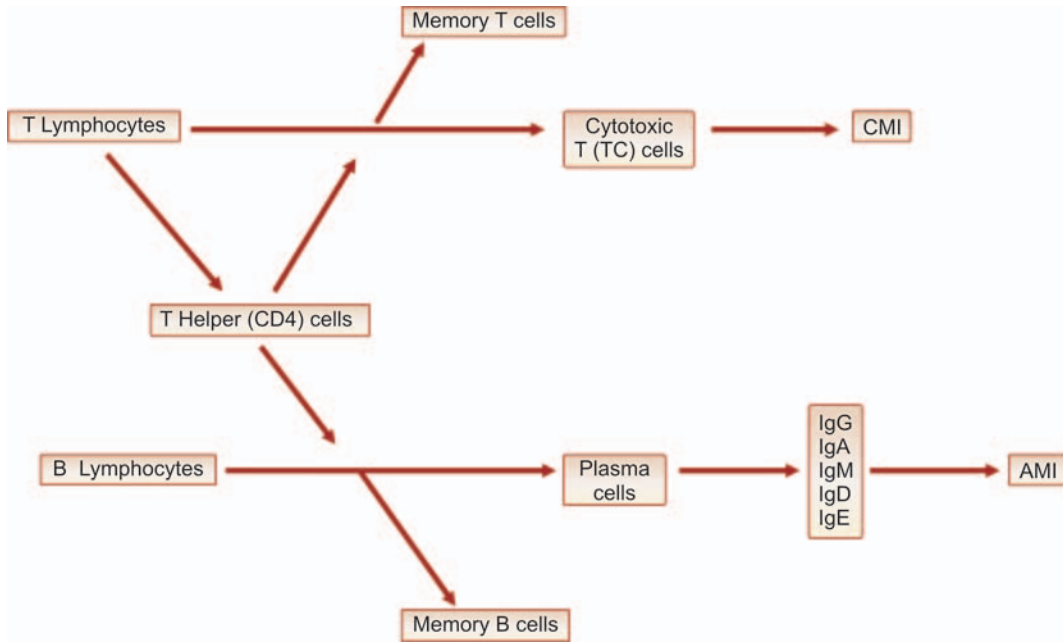 Memory T cells
T Lymphocytes
Cytotoxic
T (TC) cells
CMI
T Helper (CD4) cells
B Lymphocytes
Plasma
cells
IgG
IgA
IgM
IgD
IgE
AMI
Memory B cells